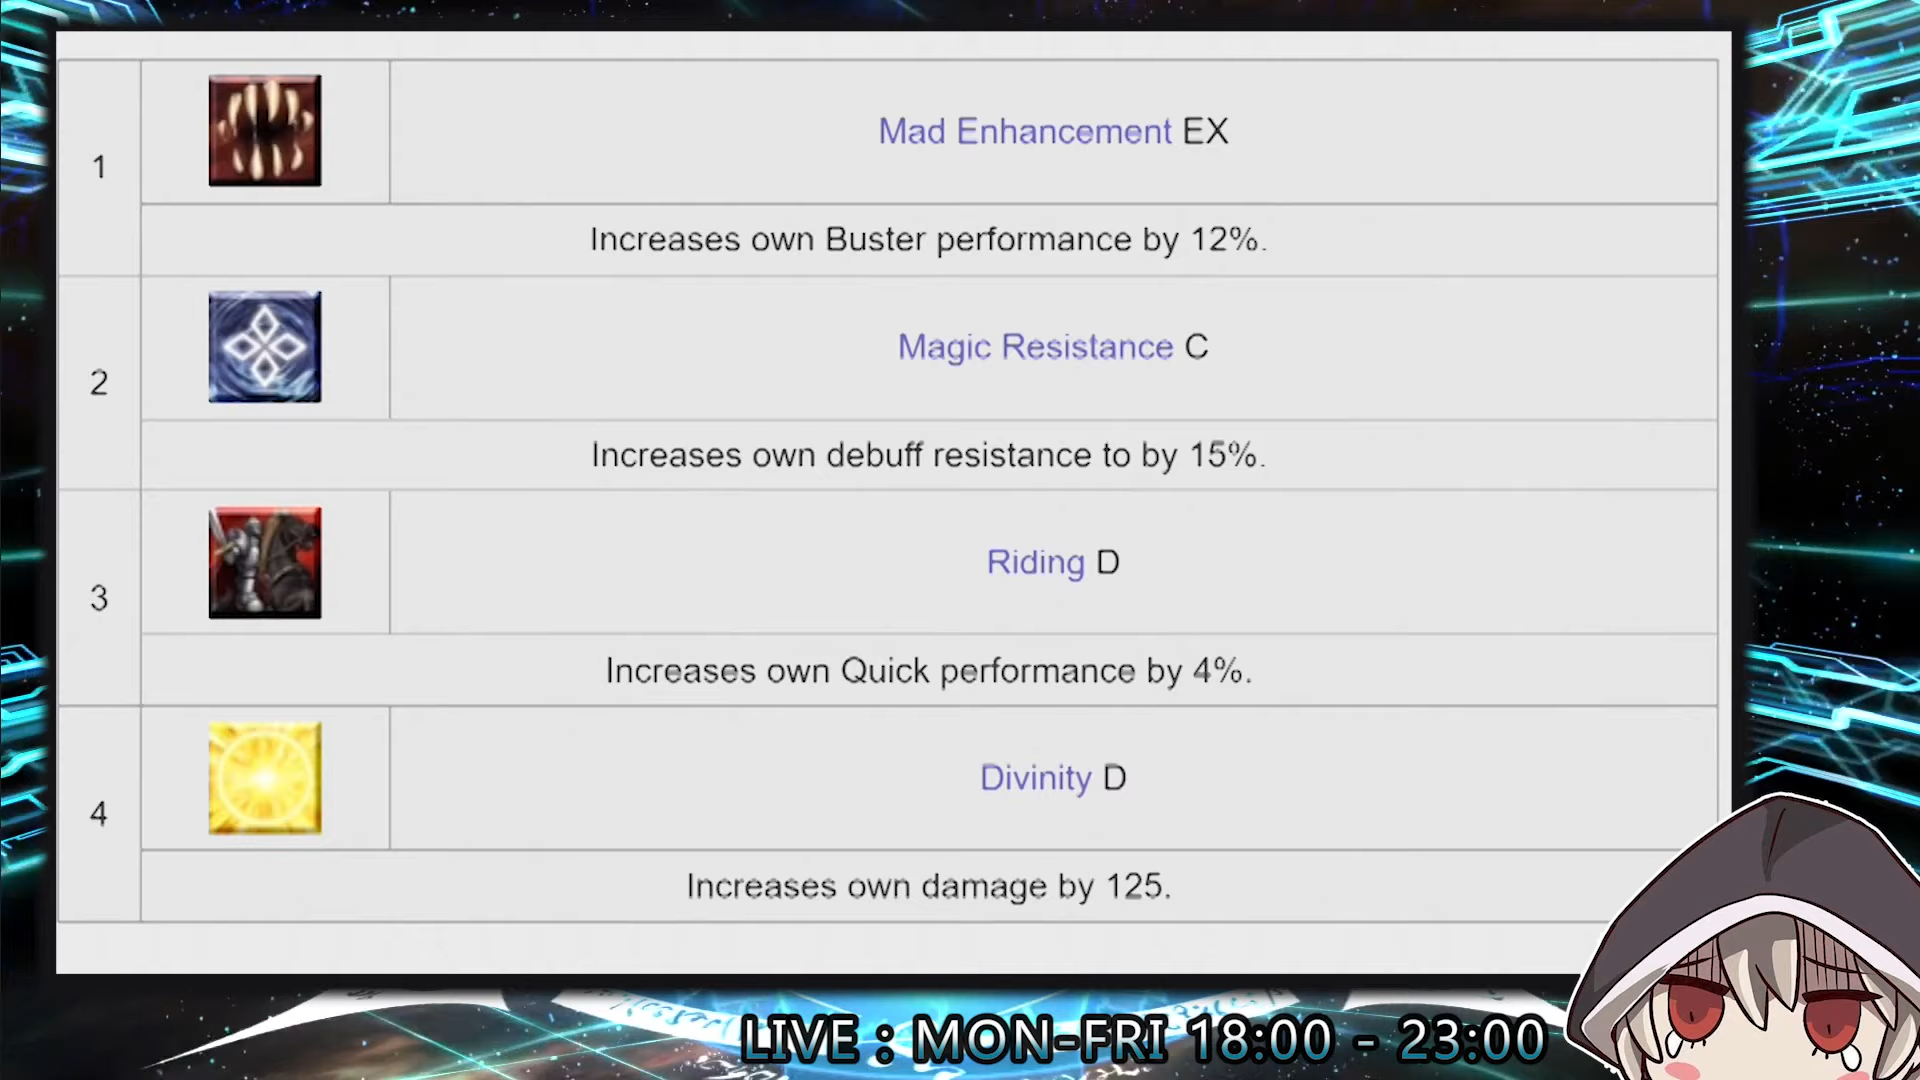 1
Mad Enhancement EX
Increases own Buster performance by 12%.
2
Magic Resistance C
Increases own debuff resistance to by 15%.
3
Riding D
Increases own Quick performance by 4%.
4
Divinity D
Increases own damage by 125.
LIVE : MON-FRI 18:00 - 23:00